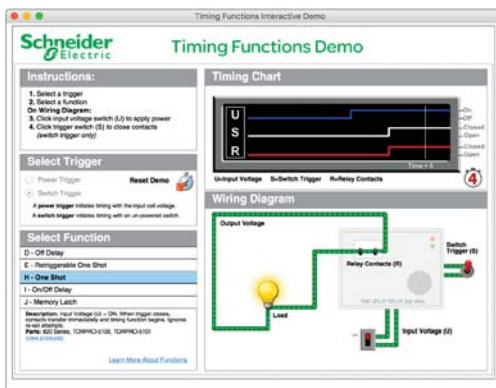 Timing Functions Interactive Demo
Schneider
Electric
Timing Functions Demo
Instructions:
1. Select a trigger
2. Select a function
On Wiring Diagram:
3. Click input voltage switch (U) to apply power
4. Click trigger switch (S) to close contacts
(switch trigger only)
Select Trigger
Power Trigger
Reset Demo
Switch Trigger
A power trigger initiates timing with the input coil voltage.
A switch trigger initiates timing with an un-powered switch.
Select Function
D - Off Delay
E - Retriggerable One Shot
H - One Shot
I - On/Off Delay
J - Memory Latch
Description: Input Voltage (U) – ON. When trigger closes,
contacts transfer immediately and timing function begins. Ignores
re-set attempts.
Parts: 820 Series,
(view products)
Learn More About Functions
Timing Chart
U
S
R
On
Off
Closed
Open
Closed
Open
U=Input Voltage S=Switch Trigger R=Relay Contacts
4
Wiring Diagram
Output Voltage
Relay Contacts (R)
Switch
Trigger (S)
Load
Input Voltage (U)